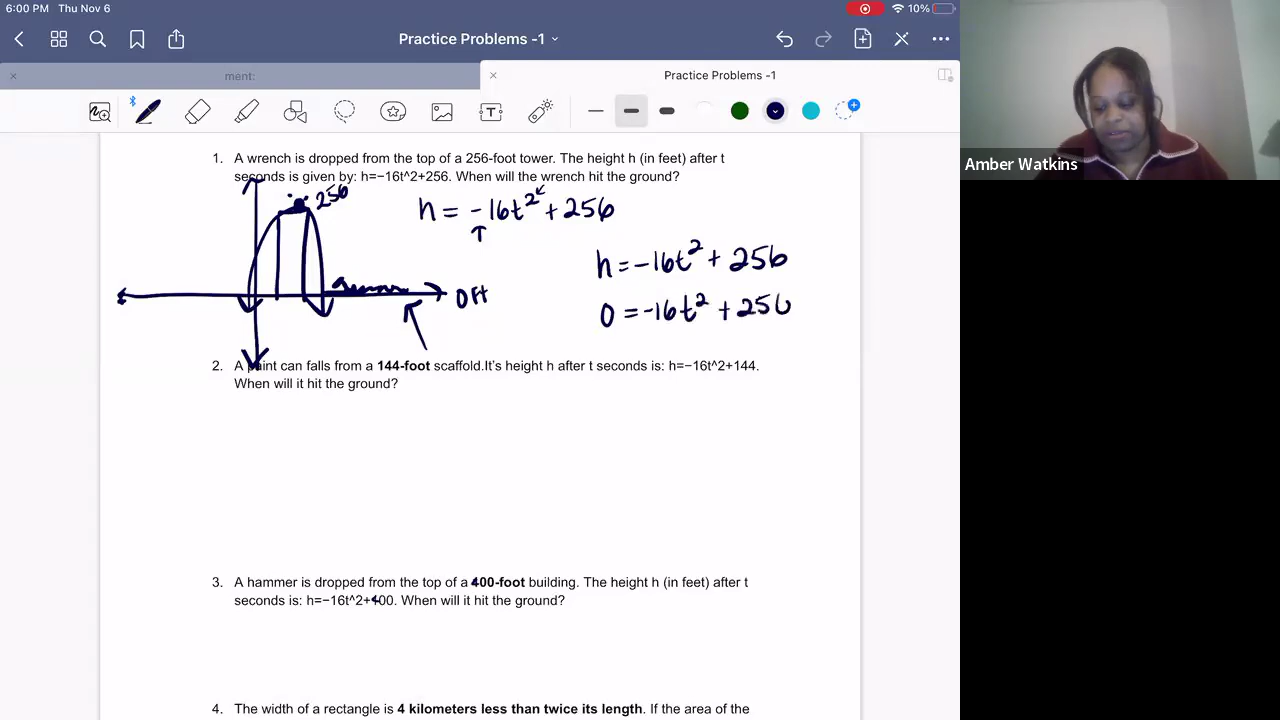 6:00 PM Thu Nov 6
10%
Practice Problems -1
ment:
Practice Problems -1
1. A wrench is dropped from the top of a 256-foot tower. The height h (in feet) after t
seconds is given by: h=−16t^2+256. When will the wrench hit the ground?
256
h = -16t² + 256
h = -16t² + 256
0 ft
0 = -16t² + 256
2. A paint can falls from a 144-foot scaffold.It's height h after t seconds is: h=−16t^2+144.
When will it hit the ground?
3. A hammer is dropped from the top of a 400-foot building. The height h (in feet) after t
seconds is: h=−16t^2+400. When will it hit the ground?
4. The width of a rectangle is 4 kilometers less than twice its length. If the area of the
Amber Watkins